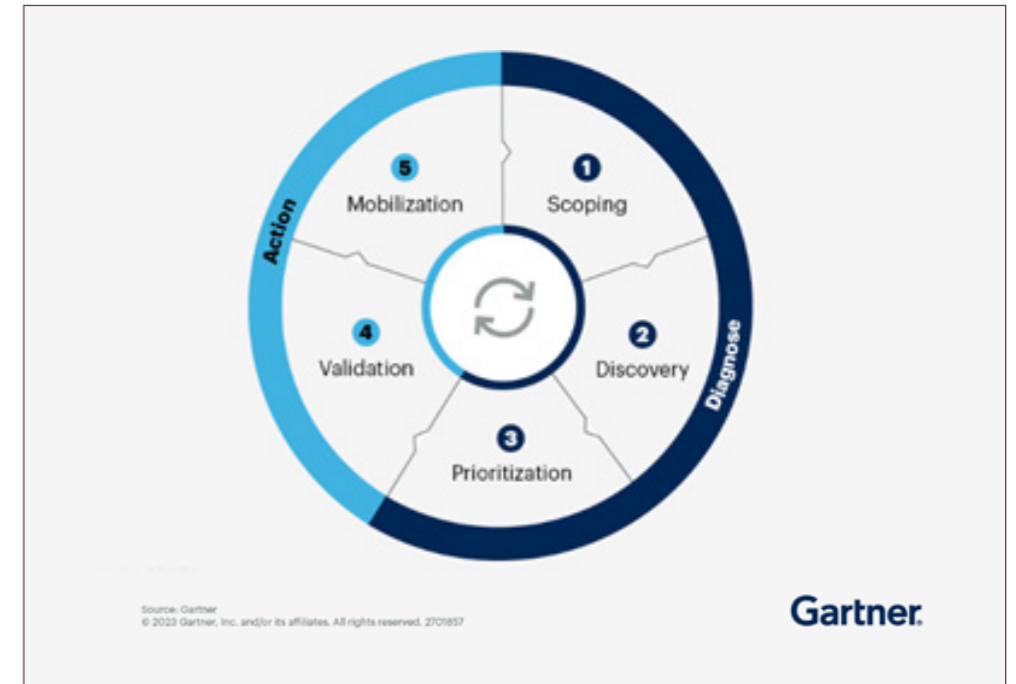 1
Scoping
2
Discovery
3
Prioritization
4
Validation
5
Mobilization
Diagnose
Action
Source: Gartner
© 2023 Gartner, Inc. and/or its affiliates. All rights reserved. 2701857
Gartner.